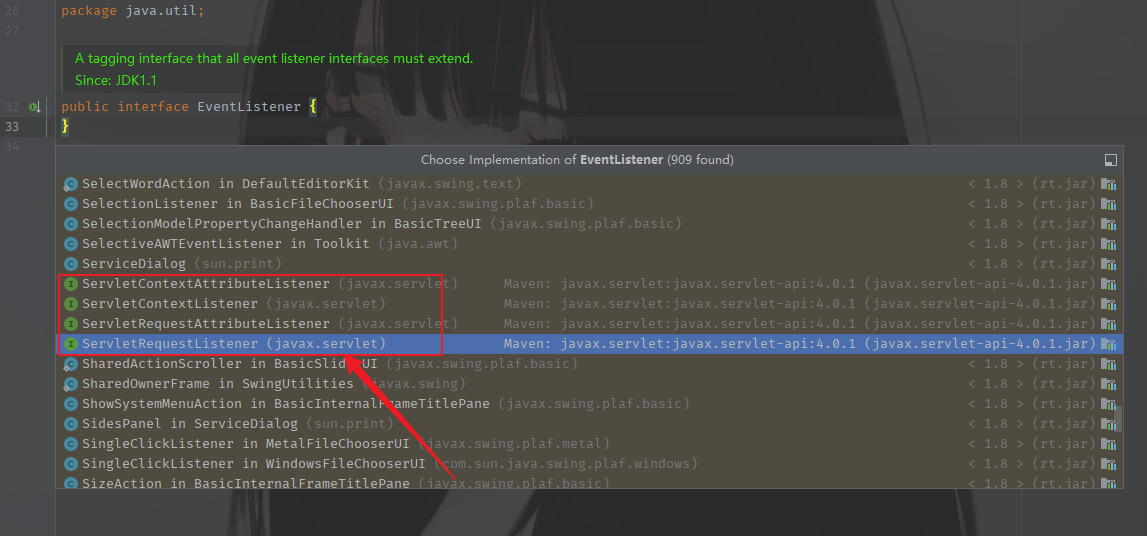 26 package java.util;
27
A tagging interface that all event listener interfaces must extend.
Since: JDK1.1
32 public interface EventListener {
33 }
34
Choose Implementation of EventListener (909 found)
SelectWordAction in DefaultEditorKit (javax.swing.text) < 1.8 > (rt.jar)
SelectionListener in BasicFileChooserUI (javax.swing.plaf.basic) < 1.8 > (rt.jar)
SelectionModelPropertyChangeHandler in BasicTreeUI (javax.swing.plaf.basic) < 1.8 > (rt.jar)
SelectiveAWTEventListener in Toolkit (java.awt) < 1.8 > (rt.jar)
ServiceDialog (sun.print) < 1.8 > (rt.jar)
ServletContextAttributeListener (javax.servlet) Maven: javax.servlet:javax.servlet-api:4.0.1 (javax.servlet-api-4.0.1.jar)
ServletContextListener (javax.servlet) Maven: javax.servlet:javax.servlet-api:4.0.1 (javax.servlet-api-4.0.1.jar)
ServletRequestAttributeListener (javax.servlet) Maven: javax.servlet:javax.servlet-api:4.0.1 (javax.servlet-api-4.0.1.jar)
ServletRequestListener (javax.servlet) Maven: javax.servlet:javax.servlet-api:4.0.1 (javax.servlet-api-4.0.1.jar)
SharedActionScroller in BasicSliderUI (javax.swing.plaf.basic) < 1.8 > (rt.jar)
SharedOwnerFrame in SwingUtilities (javax.swing) < 1.8 > (rt.jar)
ShowSystemMenuAction in BasicInternalFrameTitlePane (javax.swing.plaf.basic) < 1.8 > (rt.jar)
SidesPanel in ServiceDialog (sun.print) < 1.8 > (rt.jar)
SingleClickListener in MetalFileChooserUI (javax.swing.plaf.metal) < 1.8 > (rt.jar)
SingleClickListener in WindowsFileChooserUI (com.sun.java.swing.plaf.windows) < 1.8 > (rt.jar)
SizeAction in BasicInternalFrameTitlePane (javax.swing.plaf.basic) < 1.8 > (rt.jar)